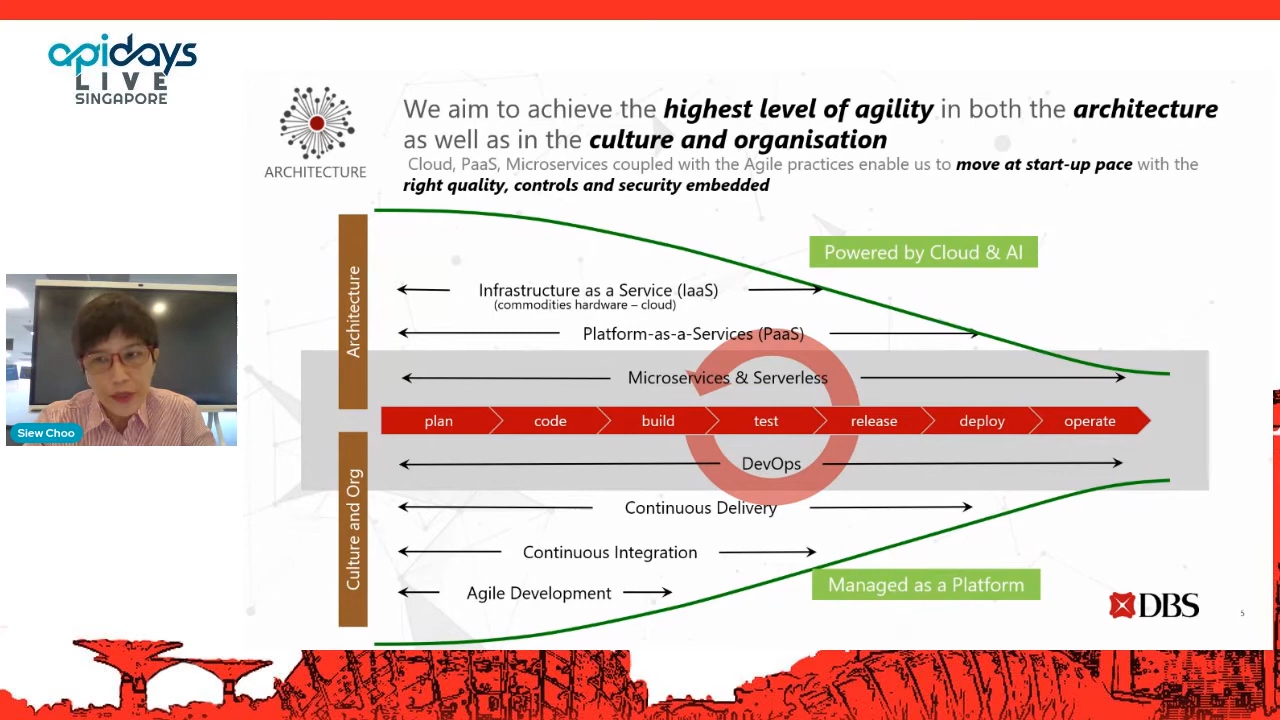 apidays
LIVE
SINGAPORE
ARCHITECTURE
We aim to achieve the highest level of agility in both the architecture
as well as in the culture and organisation
Cloud, PaaS, Microservices coupled with the Agile practices enable us to move at start-up pace with the
right quality, controls and security embedded
Powered by Cloud & AI
Architecture
Infrastructure as a Service (IaaS)
(commodities hardware – cloud)
Platform-as-a-Services (PaaS)
Microservices & Serverless
plan code build test release deploy operate
Siew Choo
Culture and Org
DevOps
Continuous Delivery
Continuous Integration
Agile Development
Managed as a Platform
DBS
5